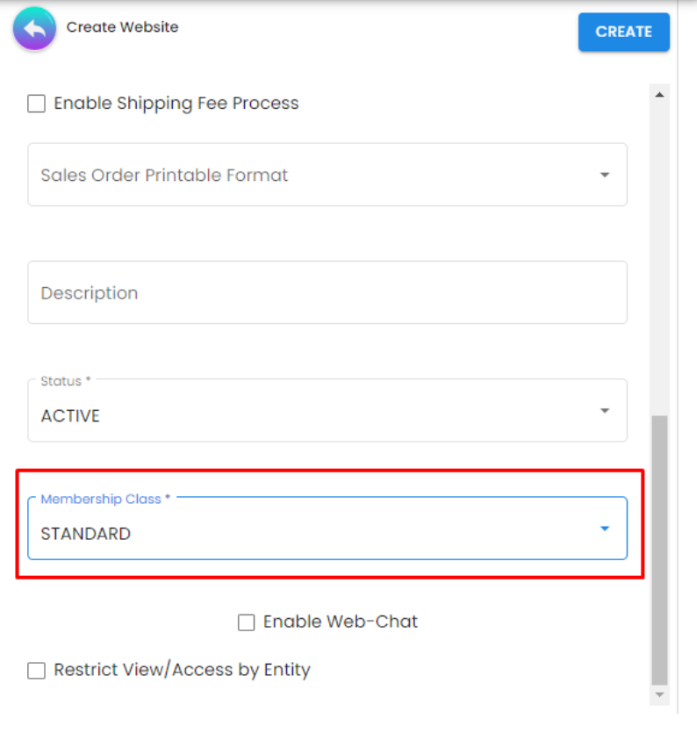 Create Website
CREATE
Enable Shipping Fee Process
Sales Order Printable Format
Description
Status *
ACTIVE
Membership Class *
STANDARD
Enable Web-Chat
Restrict View/Access by Entity